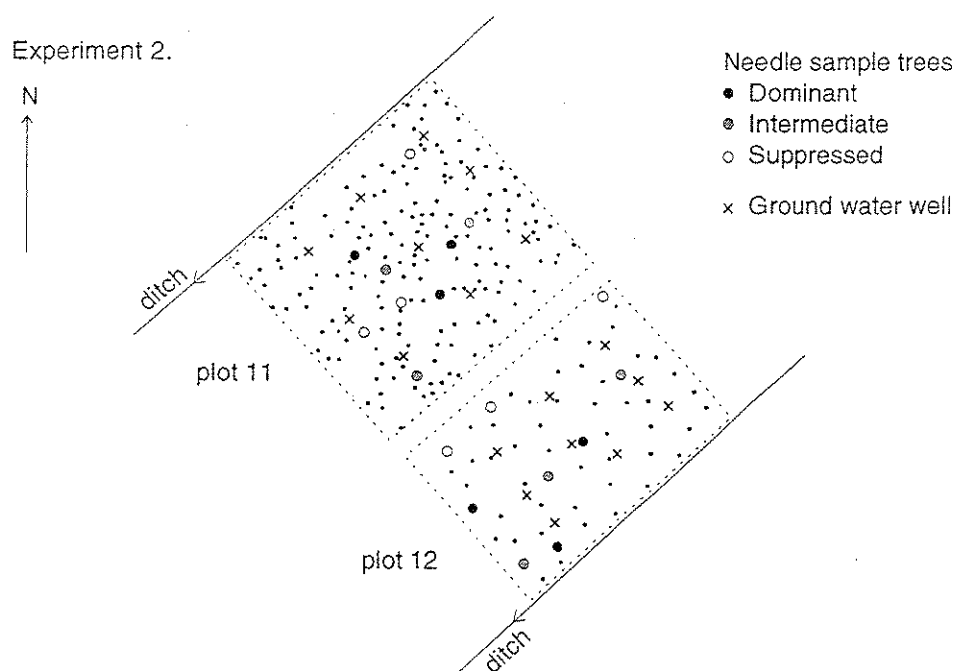 Experiment 2.
N
Needle sample trees
Dominant
Intermediate
Suppressed
Ground water well
ditch
plot 11
plot 12
ditch